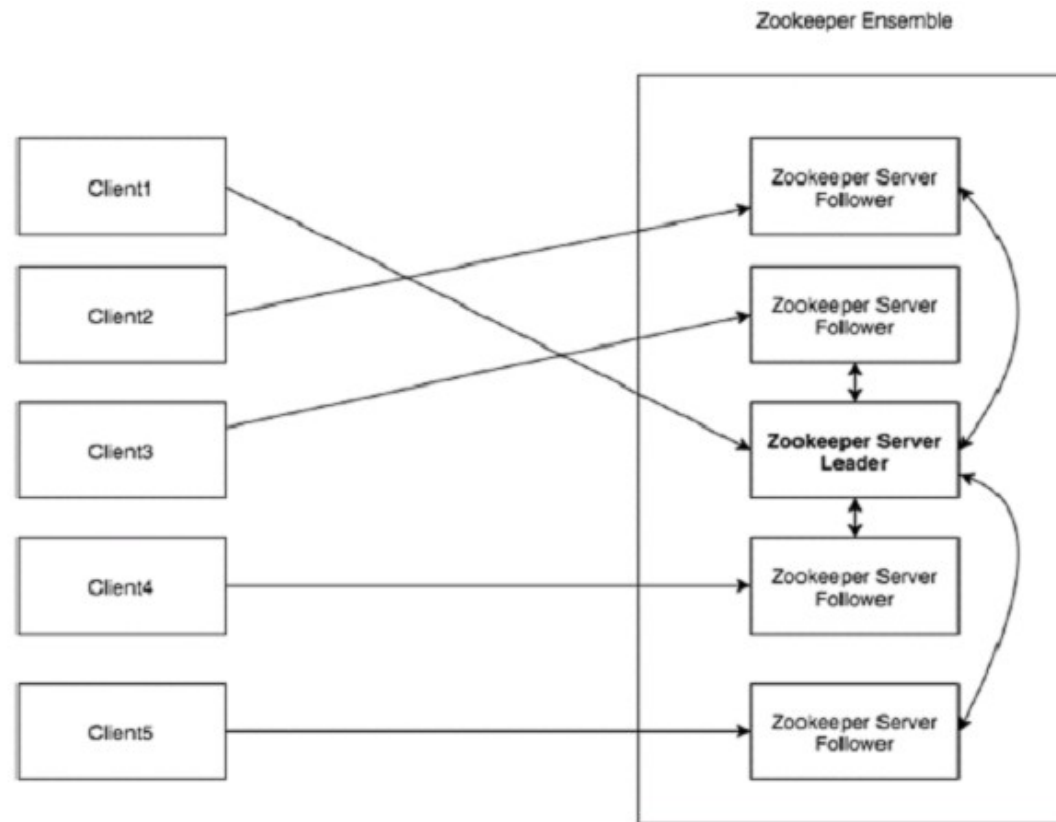 Zookeeper Ensemble
Client1
Zookeeper Server
Follower
Client2
Zookeeper Server
Follower
Client3
Zookeeper Server
Leader
Client4
Zookeeper Server
Follower
Client5
Zookeeper Server
Follower